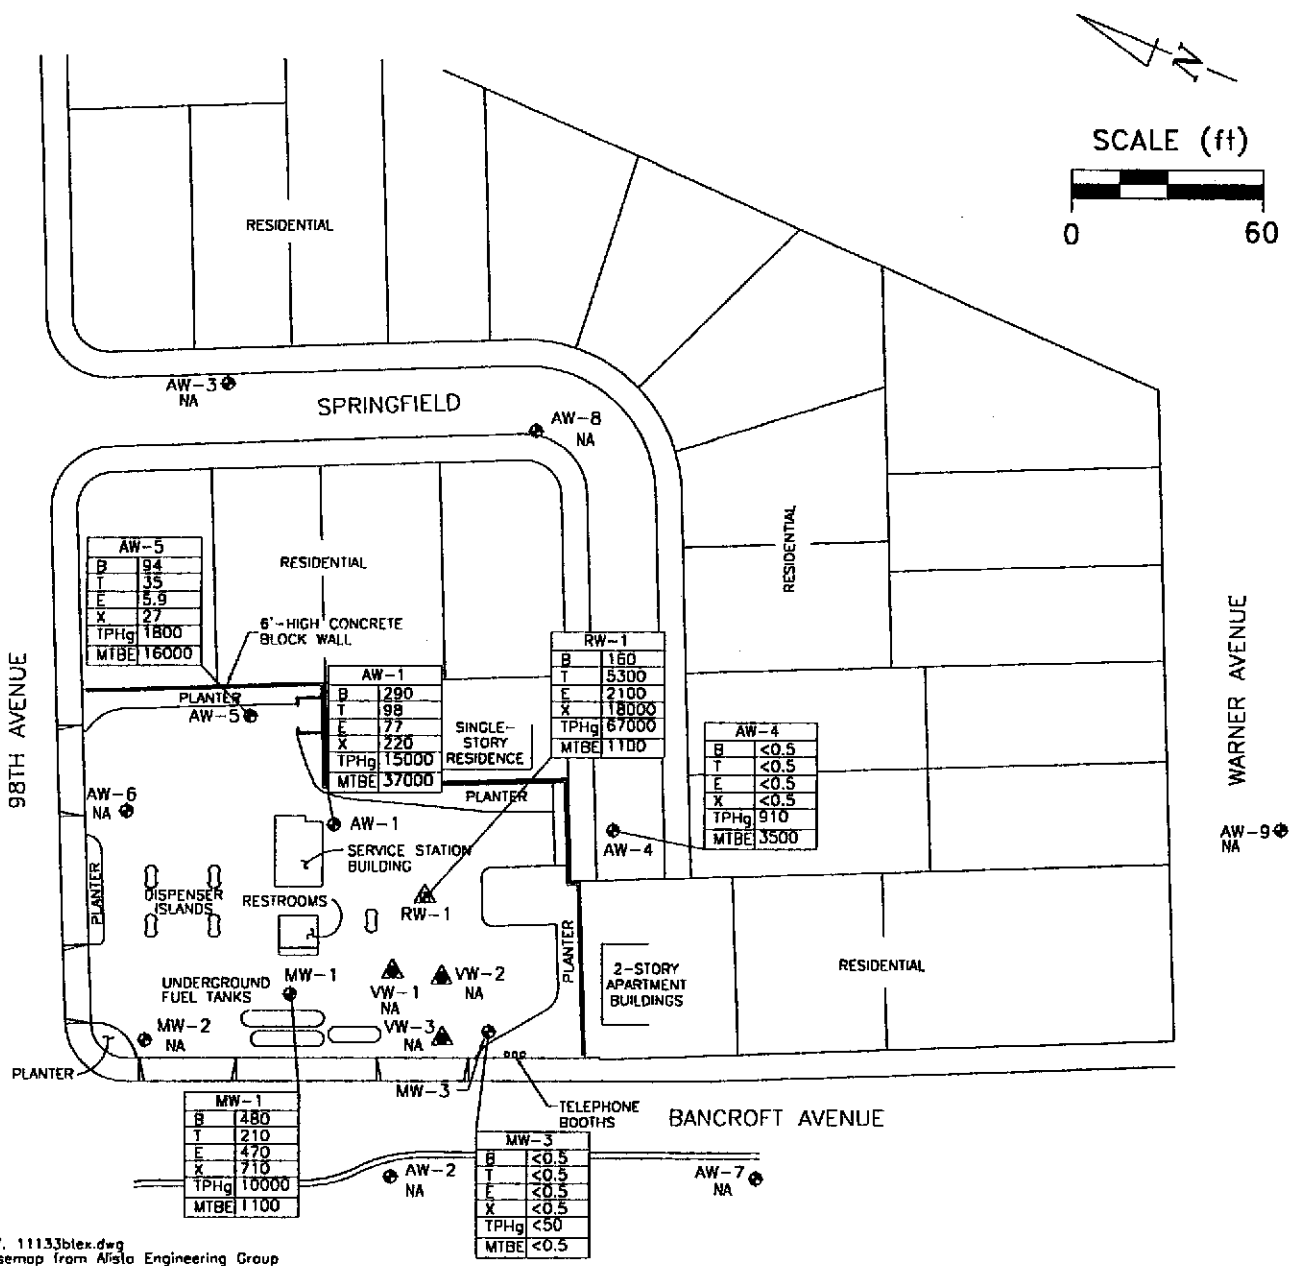 N
SCALE (ft)
0 60
RESIDENTIAL
AW-3
NA
SPRINGFIELD
AW-8
NA
AW-5
B 94
T 35
E 5.9
X 27
TPHg 1800
MTBE 16000
RESIDENTIAL
6'-HIGH CONCRETE
BLOCK WALL
RESIDENTIAL
98TH AVENUE
WARNER AVENUE
PLANTER
AW-5
AW-1
B 290
T 98
E 77
X 220
TPHg 15000
MTBE 37000
SINGLE-
STORY
RESIDENCE
RW-1
B 160
T 5300
E 2100
X 18000
TPHg 67000
MTBE 1100
AW-4
B <0.5
T <0.5
E <0.5
X <0.5
TPHg 910
MTBE 3500
PLANTER
AW-6
NA
AW-1
SERVICE STATION
BUILDING
AW-4
AW-9
NA
PLANTER
DISPENSER
ISLANDS
RESTROOMS
RW-1
PLANTER
2-STORY
APARTMENT
BUILDINGS
RESIDENTIAL
UNDERGROUND
FUEL TANKS
MW-1
VW-1
NA
VW-2
NA
MW-2
NA
VW-3
NA
PLANTER
MW-3
TELEPHONE
BOOTHS
BANCROFT AVENUE
MW-1
B 480
T 210
E 470
X 710
TPHg 10000
MTBE 1100
MW-3
B <0.5
T <0.5
E <0.5
X <0.5
TPHg <50
MTBE <0.5
AW-2
NA
AW-7
NA
11133blex.dwg
semap from Alisto Engineering Group